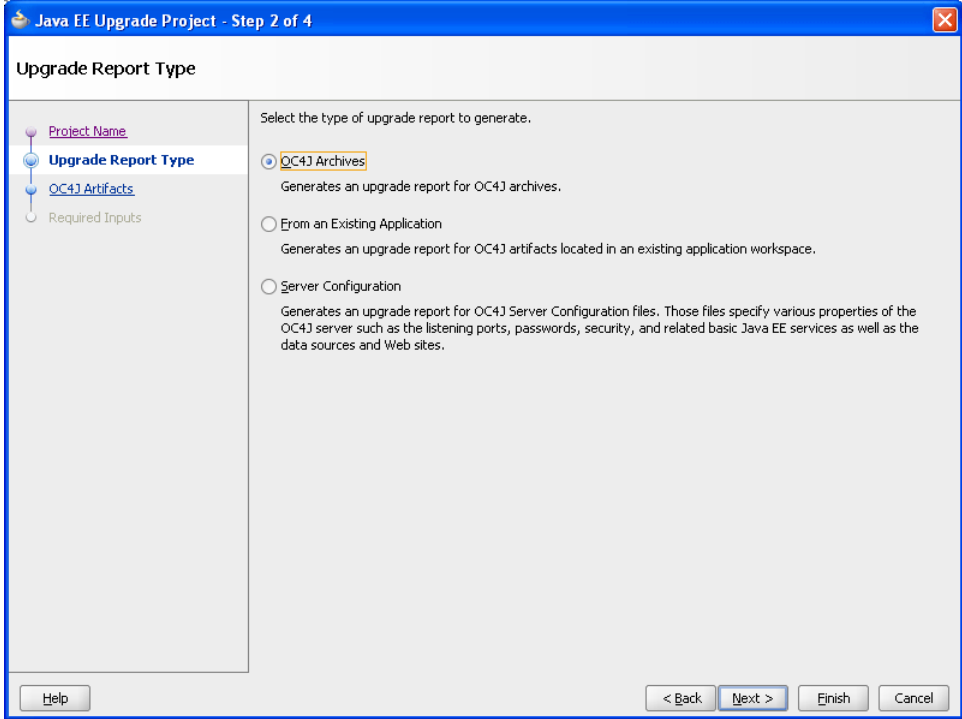 Java EE Upgrade Project - Step 2 of 4
Upgrade Report Type
Project Name
Upgrade Report Type
OC4J Artifacts
Required Inputs
Select the type of upgrade report to generate.
OC4J Archives
Generates an upgrade report for OC4J archives.
From an Existing Application
Generates an upgrade report for OC4J artifacts located in an existing application workspace.
Server Configuration
Generates an upgrade report for OC4J Server Configuration files. Those files specify various properties of the
OC4J server such as the listening ports, passwords, security, and related basic Java EE services as well as the
data sources and Web sites.
Help
< Back
Next >
Finish
Cancel